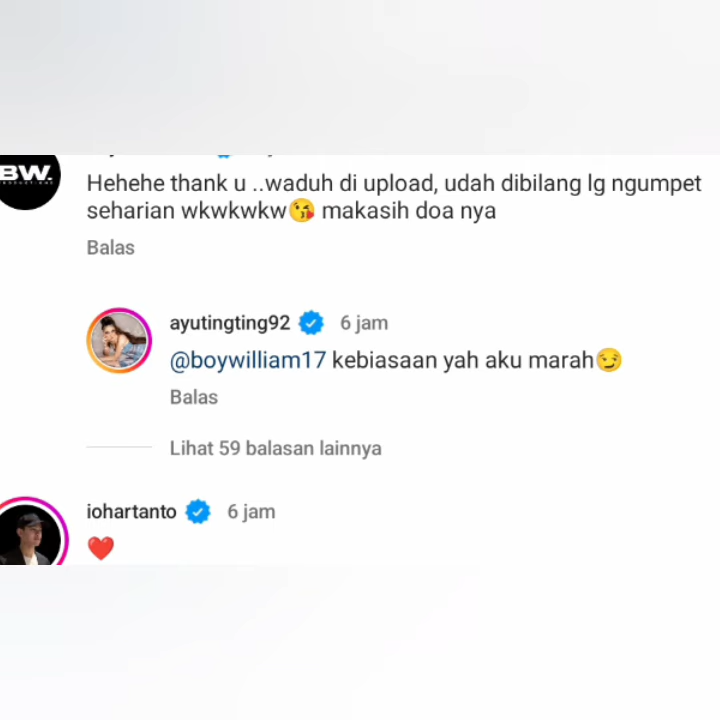 BW.
PRODUCTIONS
Hehehe thank u ..waduh di upload, udah dibilang lg ngumpet
seharian wkwkwkw😘 makasih doa nya
Balas
ayutingting92 6 jam
@boywilliam17 kebiasaan yah aku marah😏
Balas
Lihat 59 balasan lainnya
iohartanto 6 jam
❤️